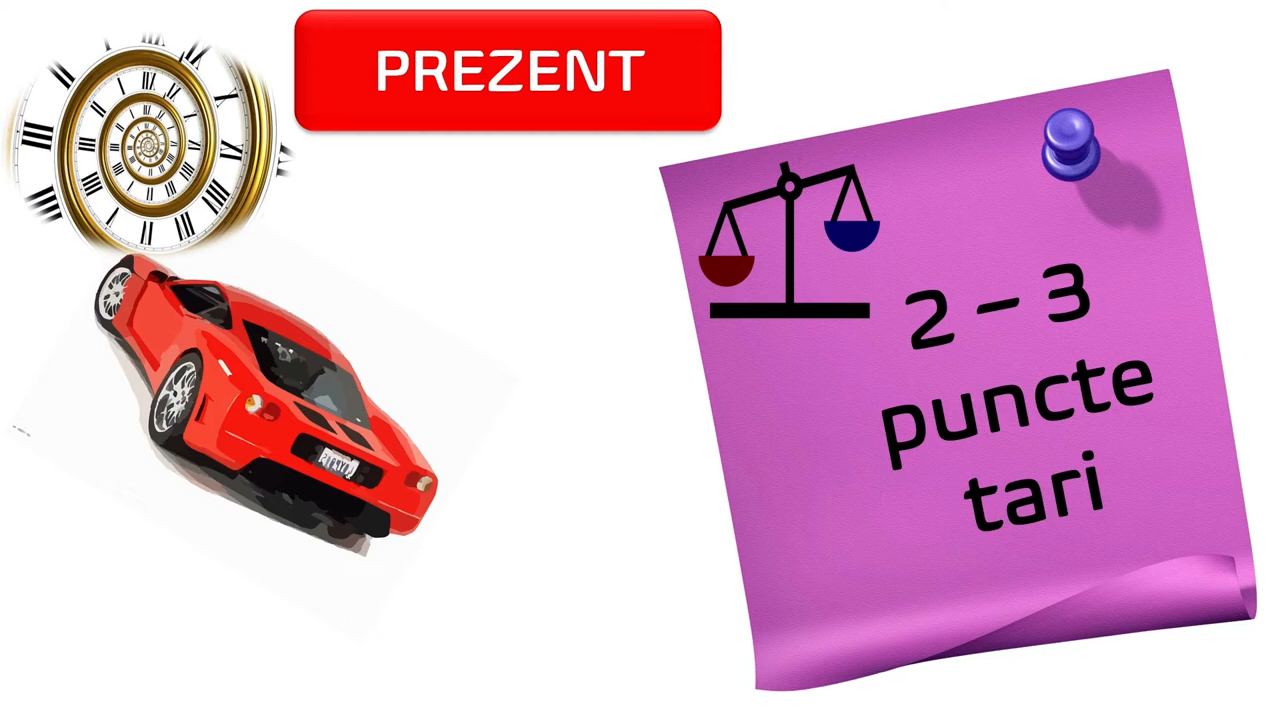 PREZENT
2 – 3
puncte
tari